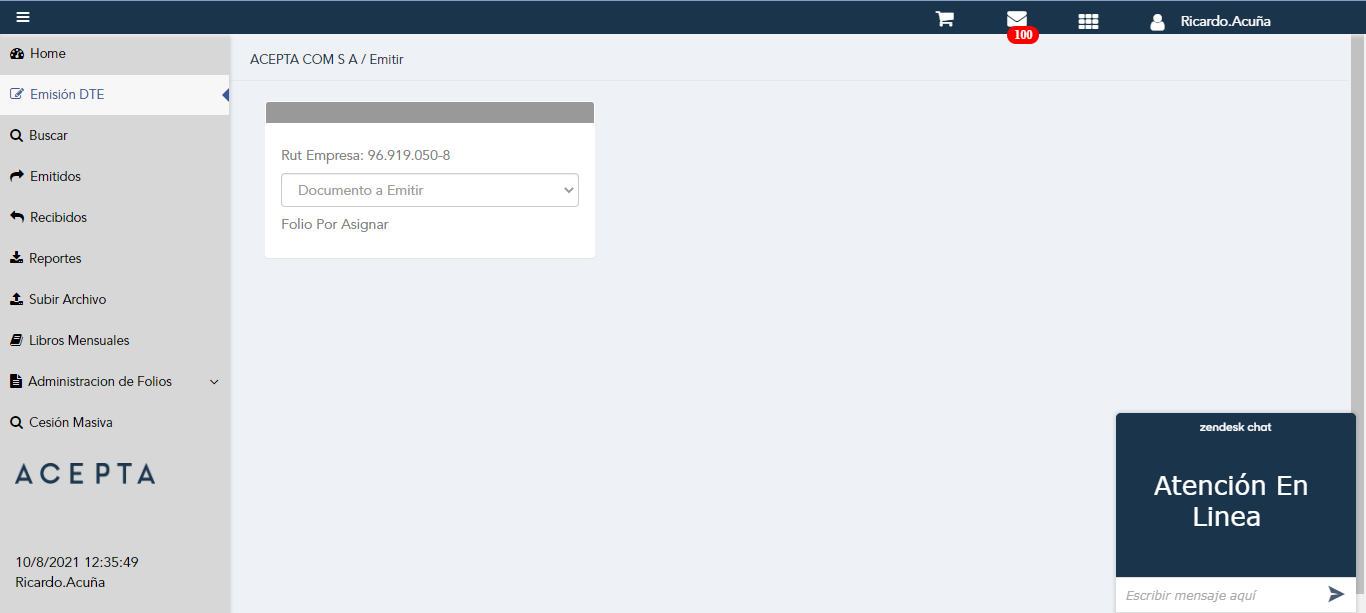 Ricardo.Acuña
100
Home
Emisión DTE
Buscar
Emitidos
Recibidos
Reportes
Subir Archivo
Libros Mensuales
Administracion de Folios
Cesión Masiva
ACEPTA
10/8/2021 12:35:49
Ricardo.Acuña
ACEPTA COM S A / Emitir
Rut Empresa: 96.919.050-8
Documento a Emitir
Folio Por Asignar
zendesk chat
Atención En
Linea
Escribir mensaje aquí